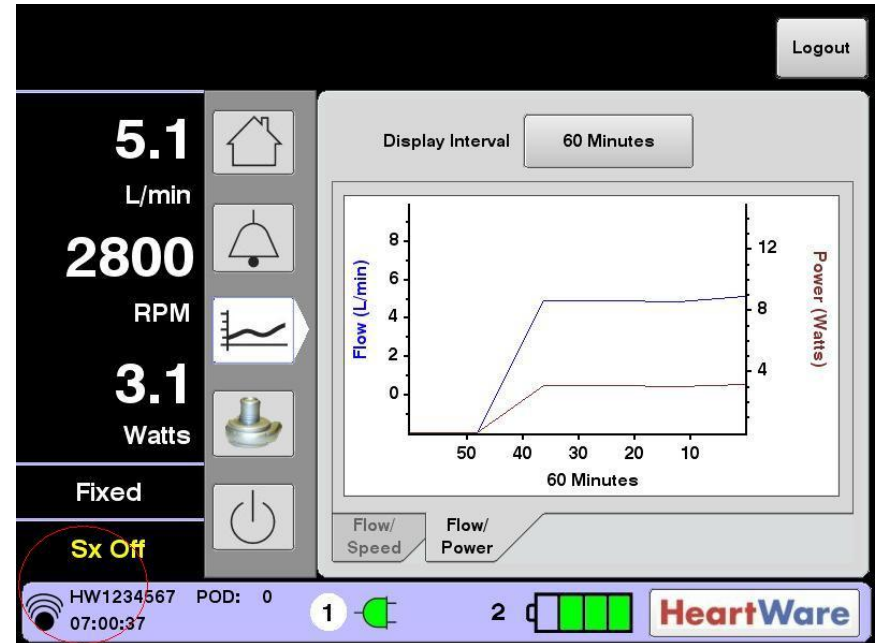 Logout
5.1
L/min
2800
RPM
3.1
Watts
Fixed
Sx Off
Display Interval
60 Minutes
Flow (L/min)
8
6
4
2
0
12
8
4
Power (Watts)
50 40 30 20 10
60 Minutes
Flow/
Speed
Flow/
Power
HW1234567 POD: 0
07:00:37
1
2
HeartWare